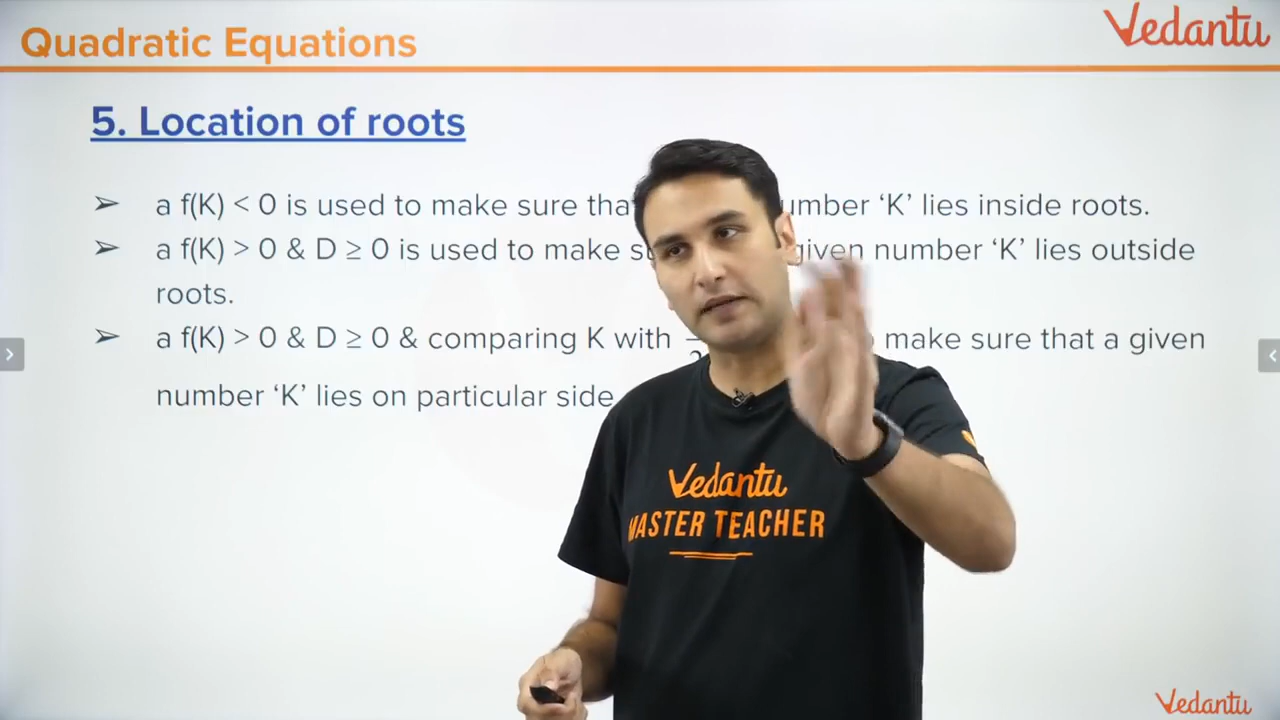 Quadratic Equations
Vedantu
5. Location of roots
➢ a f(K) < 0 is used to make sure tha umber ‘K’ lies inside roots.
➢ a f(K) > 0 & D ≥ 0 is used to make s given number ‘K’ lies outside
roots.
➢ a f(K) > 0 & D ≥ 0 & comparing K with make sure that a given
number ‘K’ lies on particular side
Vedantu
MASTER TEACHER
Vedantu